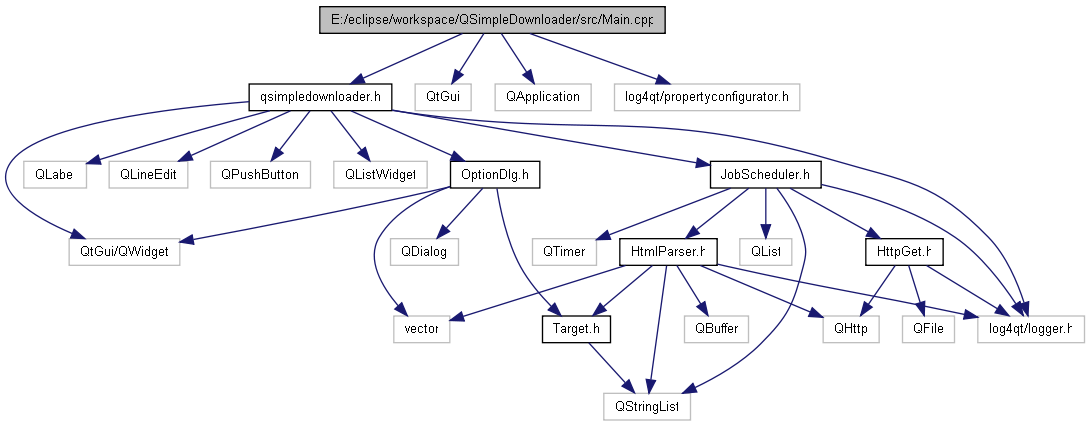 E:/eclipse/workspace/QSimpleDownloader/src/Main.cpp
qsimpledownloader.h
QtGui
QApplication
log4qt/propertyconfigurator.h
QLabel
QLineEdit
QPushButton
QListWidget
OptionDlg.h
JobScheduler.h
QtGui/QWidget
QDialog
QTimer
HtmlParser.h
QList
HttpGet.h
vector
Target.h
QBuffer
QHttp
QFile
log4qt/logger.h
QStringList